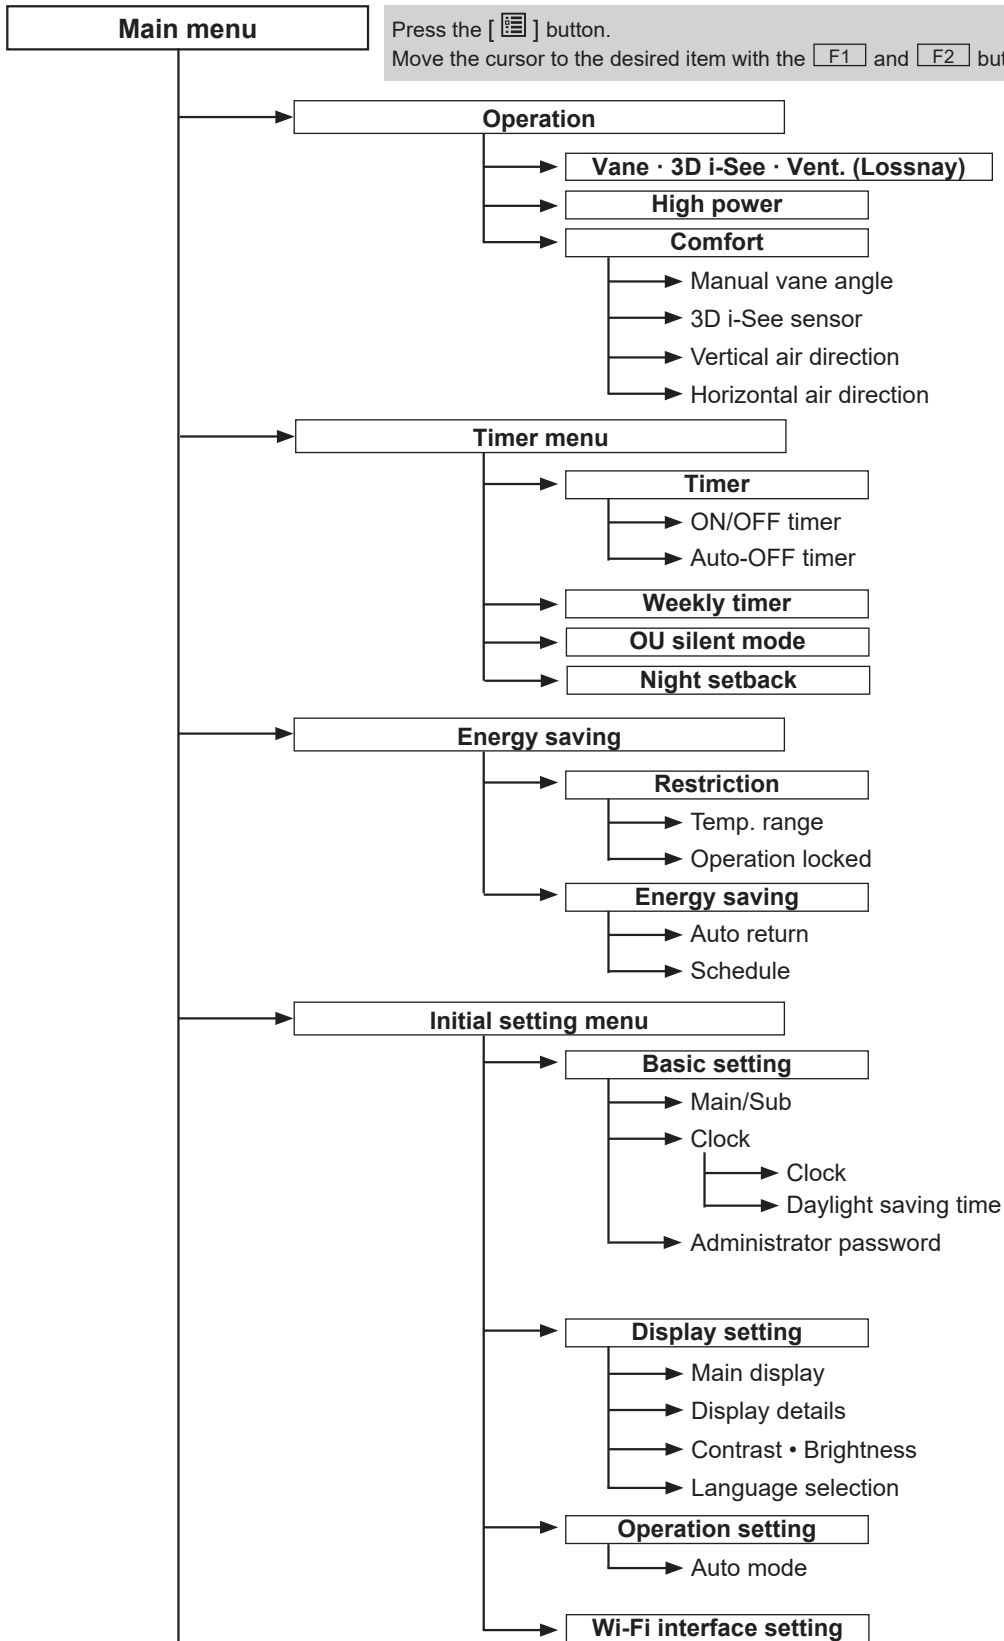 Main menu
Press the [ ] button.
Move the cursor to the desired item with the F1 and F2
Operation
Vane · 3D i-See · Vent. (Lossnay)
High power
Comfort
Manual vane angle
3D i-See sensor
Vertical air direction
Horizontal air direction
Timer menu
Timer
ON/OFF timer
Auto-OFF timer
Weekly timer
OU silent mode
Night setback
Energy saving
Restriction
Temp. range
Operation locked
Energy saving
Auto return
Schedule
Initial setting menu
Basic setting
Main/Sub
Clock
Clock
Daylight saving time
Administrator password
Display setting
Main display
Display details
Contrast • Brightness
Language selection
Operation setting
Auto mode
Wi-Fi interface setting